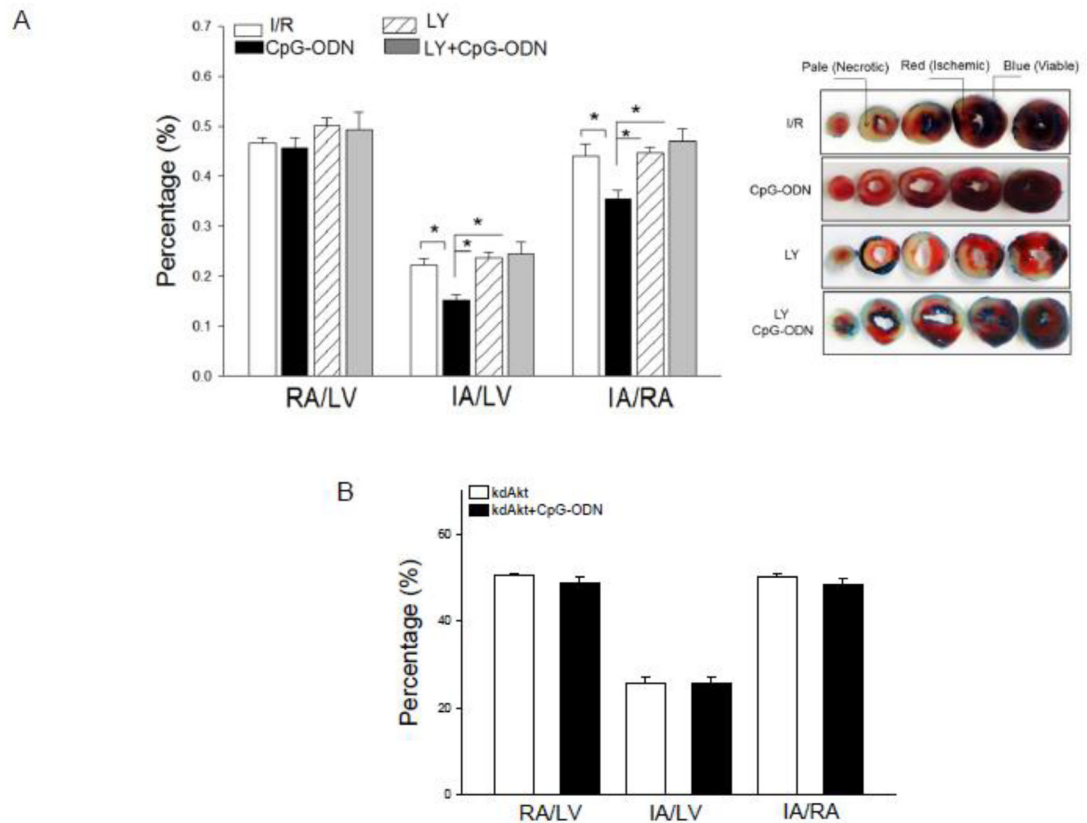 A
I/R
LY
CpG-ODN
LY+CpG-ODN
Percentage (%)
0.7
0.6
0.5
0.4
0.3
0.2
0.1
0.0
* * * * * *
RA/LV IA/LV IA/RA
Pale (Necrotic) Red (Ischemic) Blue (Viable)
I/R
CpG-ODN
LY
LY
CpG-ODN
B
kdAkt
kdAkt+CpG-ODN
Percentage (%)
60
40
20
0
RA/LV IA/LV IA/RA